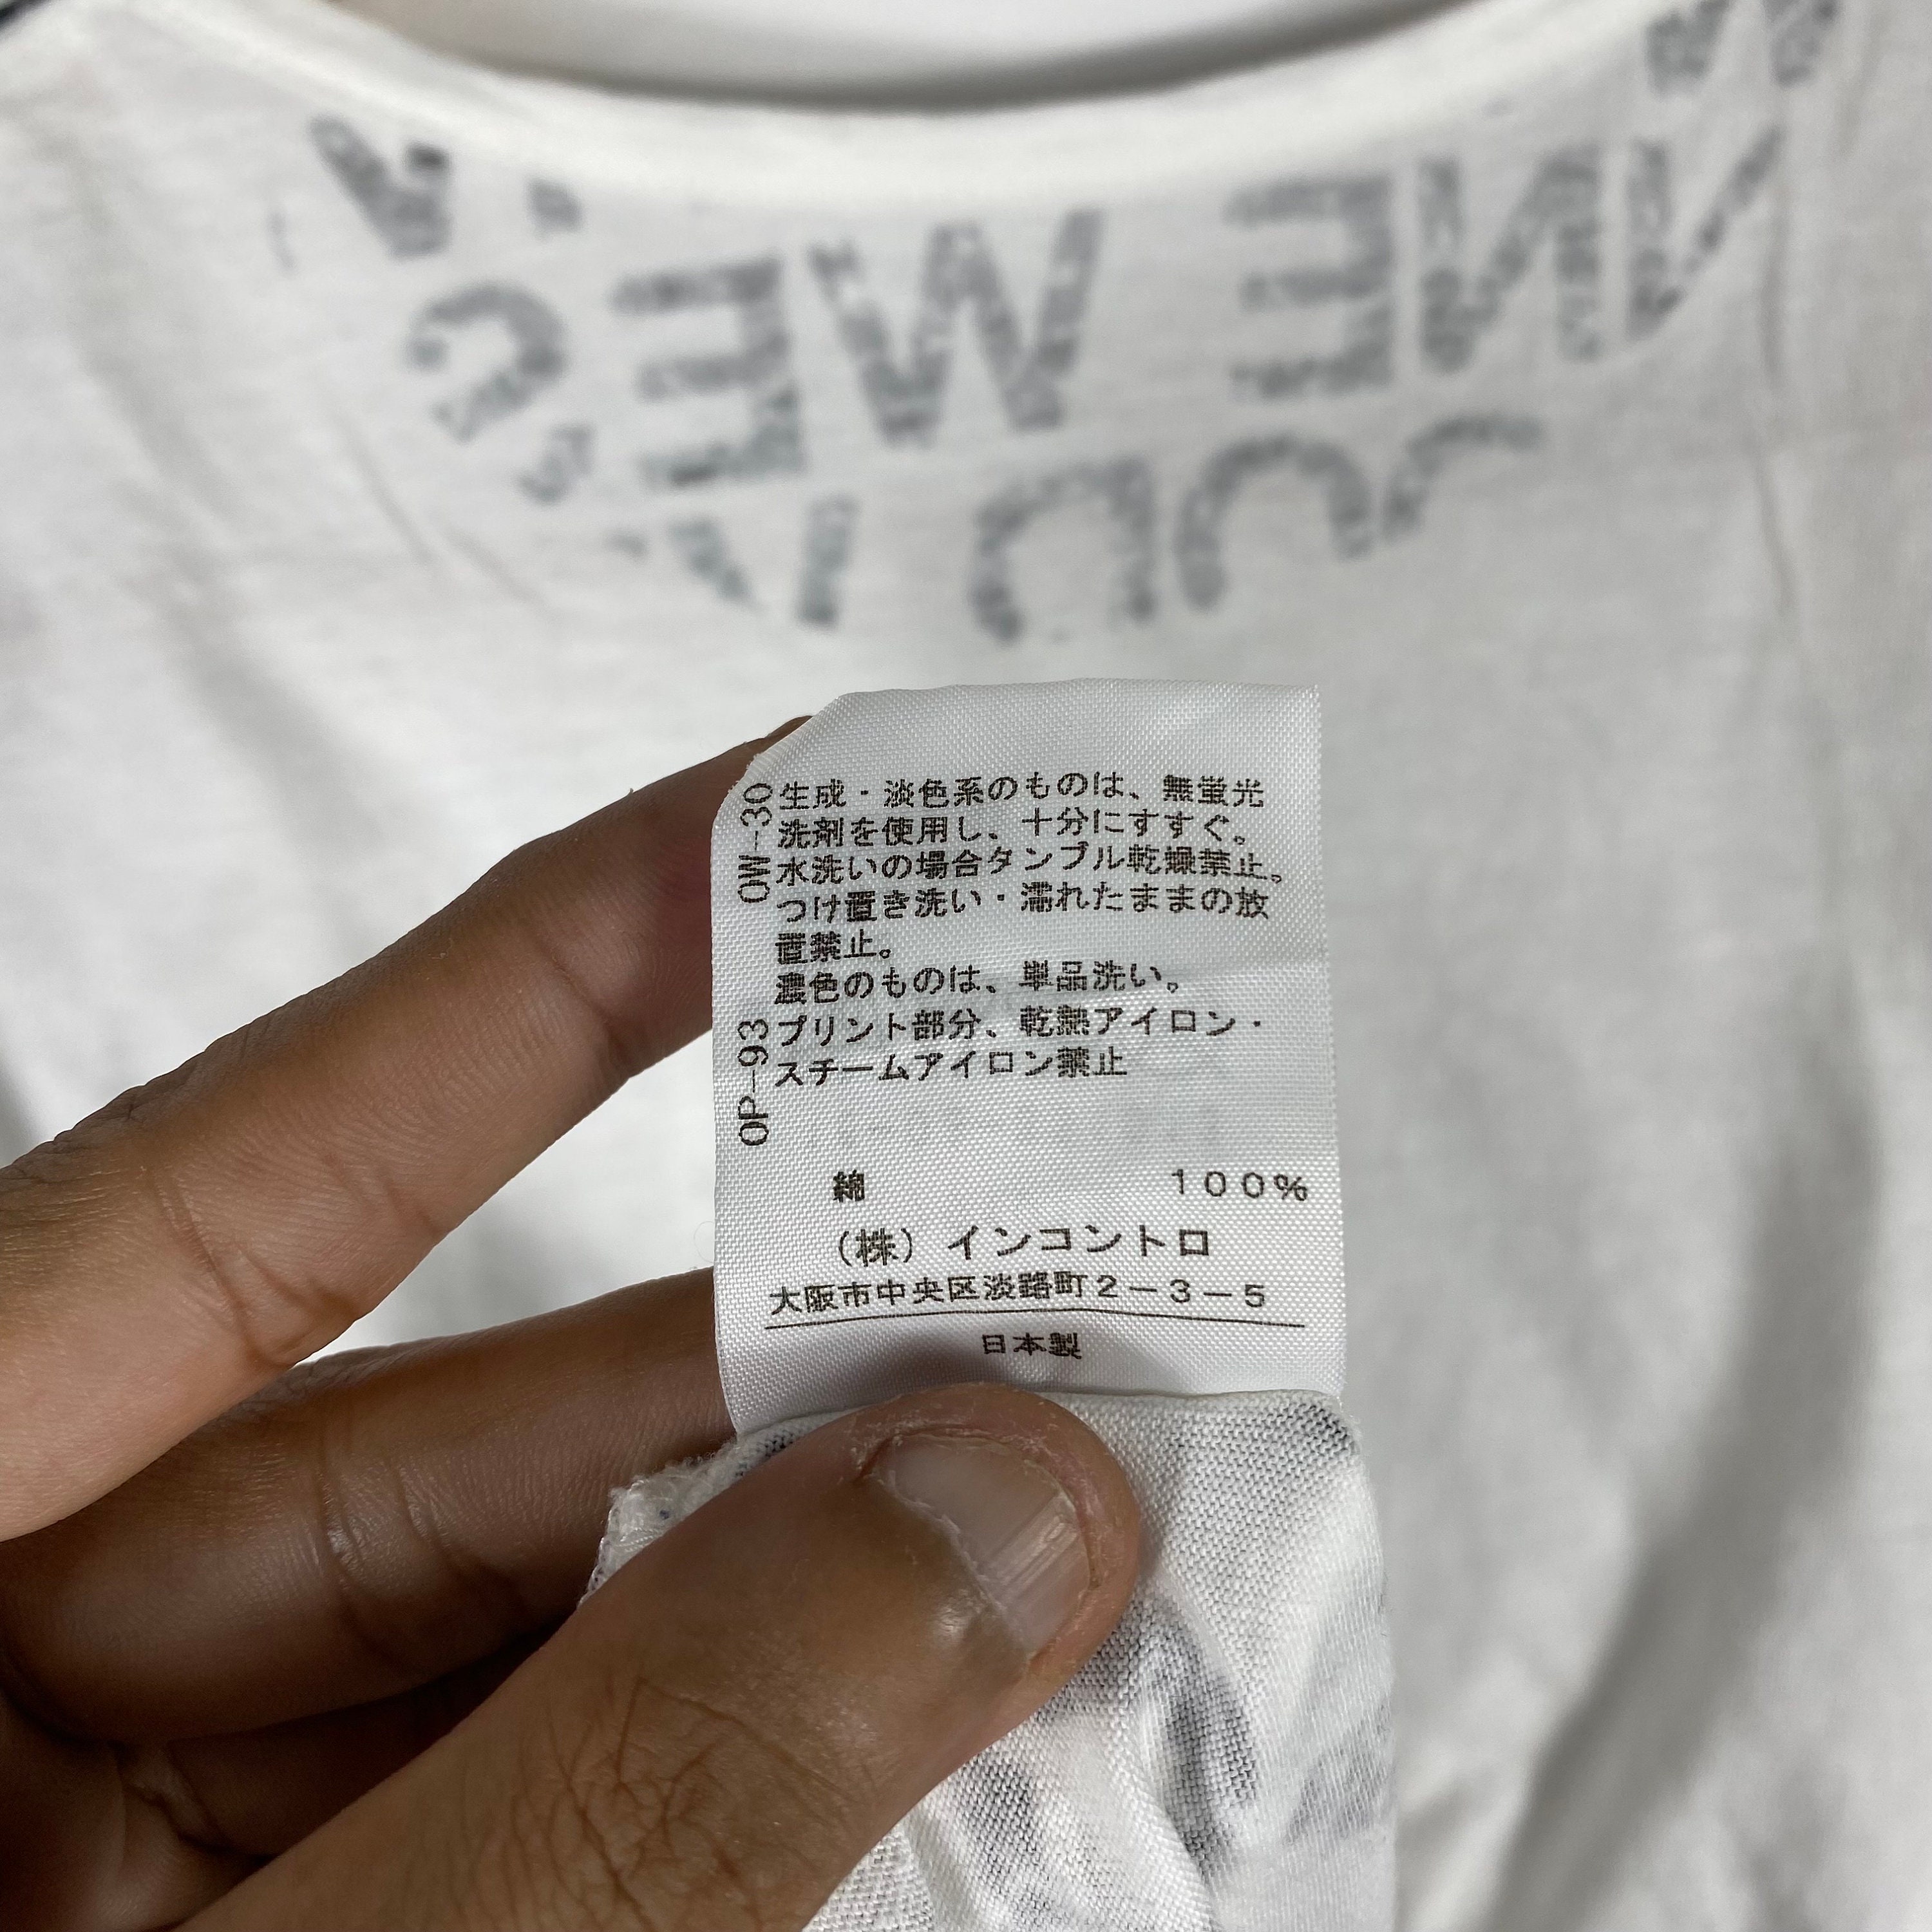 生成・淡色系のものは、無蛍光
洗剤を使用し、十分にすすぐ。
水洗いの場合タンブル乾燥禁止。
つけ置き洗い・濡れたままの放
置禁止。
濃色のものは、単品洗い。
プリント部分、乾熱アイロン・
スチームアイロン禁止
OW-30
OP-93
綿 100%
(株) インコントロ
大阪市中央区淡路町2-3-5
日本製